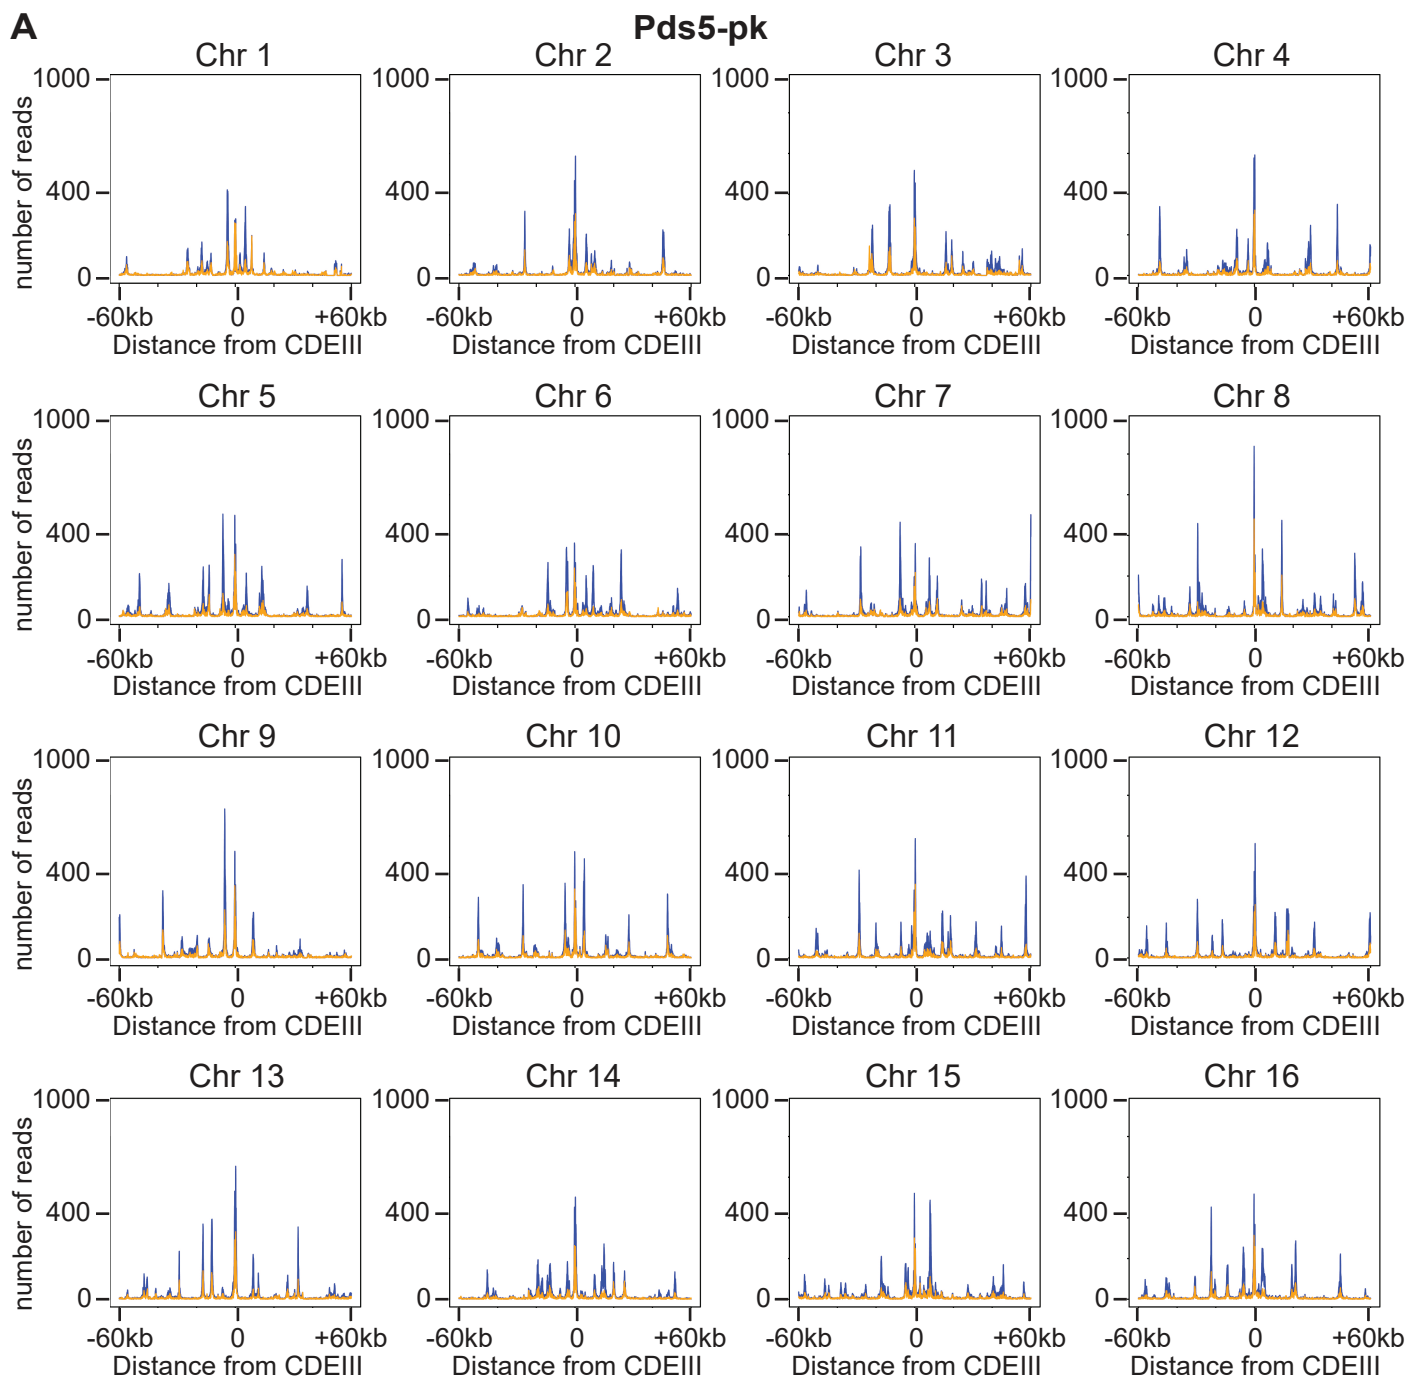 A
Pds5-pk
Chr 1 Chr 2 Chr 3 Chr 4
number of reads
1000 1000 1000 1000
400 400 400 400
0 0 0 0
-60kb 0 +60kb -60kb 0 +60kb -60kb 0 +60kb -60kb 0 +60kb
Distance from CDEIII Distance from CDEIII Distance from CDEIII Distance from CDEIII
Chr 5 Chr 6 Chr 7 Chr 8
number of reads
1000 1000 1000 1000
400 400 400 400
0 0 0 0
-60kb 0 +60kb -60kb 0 +60kb -60kb 0 +60kb -60kb 0 +60kb
Distance from CDEIII Distance from CDEIII Distance from CDEIII Distance from CDEIII
Chr 9 Chr 10 Chr 11 Chr 12
number of reads
1000 1000 1000 1000
400 400 400 400
0 0 0 0
-60kb 0 +60kb -60kb 0 +60kb -60kb 0 +60kb -60kb 0 +60kb
Distance from CDEIII Distance from CDEIII Distance from CDEIII Distance from CDEIII
Chr 13 Chr 14 Chr 15 Chr 16
number of reads
1000 1000 1000 1000
400 400 400 400
0 0 0 0
-60kb 0 +60kb -60kb 0 +60kb -60kb 0 +60kb -60kb 0 +60kb
Distance from CDEIII Distance from CDEIII Distance from CDEIII Distance from CDEIII